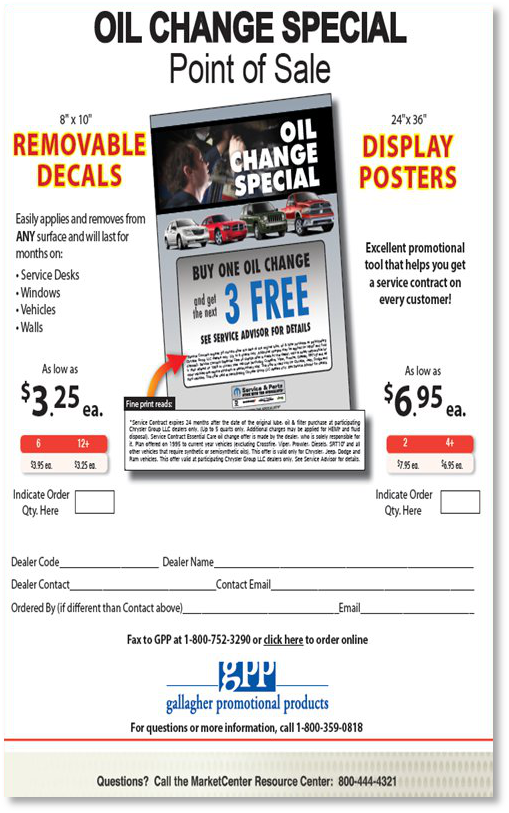 OIL CHANGE SPECIAL
Point of Sale
8" x 10"
REMOVABLE
DECALS
Easily applies and removes from
ANY surface and will last for
months on:
• Service Desks
• Windows
• Vehicles
• Walls
As low as
$3.25 ea.
6 12+
$3.95 ea. $3.25 ea.
Indicate Order
Qty. Here
OIL
CHANGE
SPECIAL
BUY ONE OIL CHANGE
and get
the next
3 FREE
SEE SERVICE ADVISOR FOR DETAILS
Service & Parts
Fine print reads:
*Service Contract expires 24 months after the date of the original lube, oil & filter purchase at participating
Chrysler Group LLC dealers only. (Up to 5 quarts only. Additional charges may be applied for HEMI® and fluid
disposal). Service Contract Essential Care oil change offer is made by the dealer, who is solely responsible for
it. Plan offered on 1995 to current vehicles (excluding Crossfire, Viper, Prowler, Diesels, SRT10® and all
other vehicles that require synthetic or semisynthetic oils). This offer is valid only for Chrysler, Jeep, Dodge and
Ram vehicles. This offer valid at participating Chrysler Group LLC dealers only. See Service Advisor for details.
24"x 36"
DISPLAY
POSTERS
Excellent promotional
tool that helps you get
a service contract on
every customer!
As low as
$6.95 ea.
2 4+
$7.95 ea. $6.95 ea.
Indicate Order
Qty. Here
Dealer Code Dealer Name
Dealer Contact Contact Email
Ordered By (if different than Contact above) Email
Fax to GPP at 1-800-752-3290 or click here to order online
gpp
gallagher promotional products
For questions or more information, call 1-800-359-0818
Questions? Call the MarketCenter Resource Center: 800-444-4321